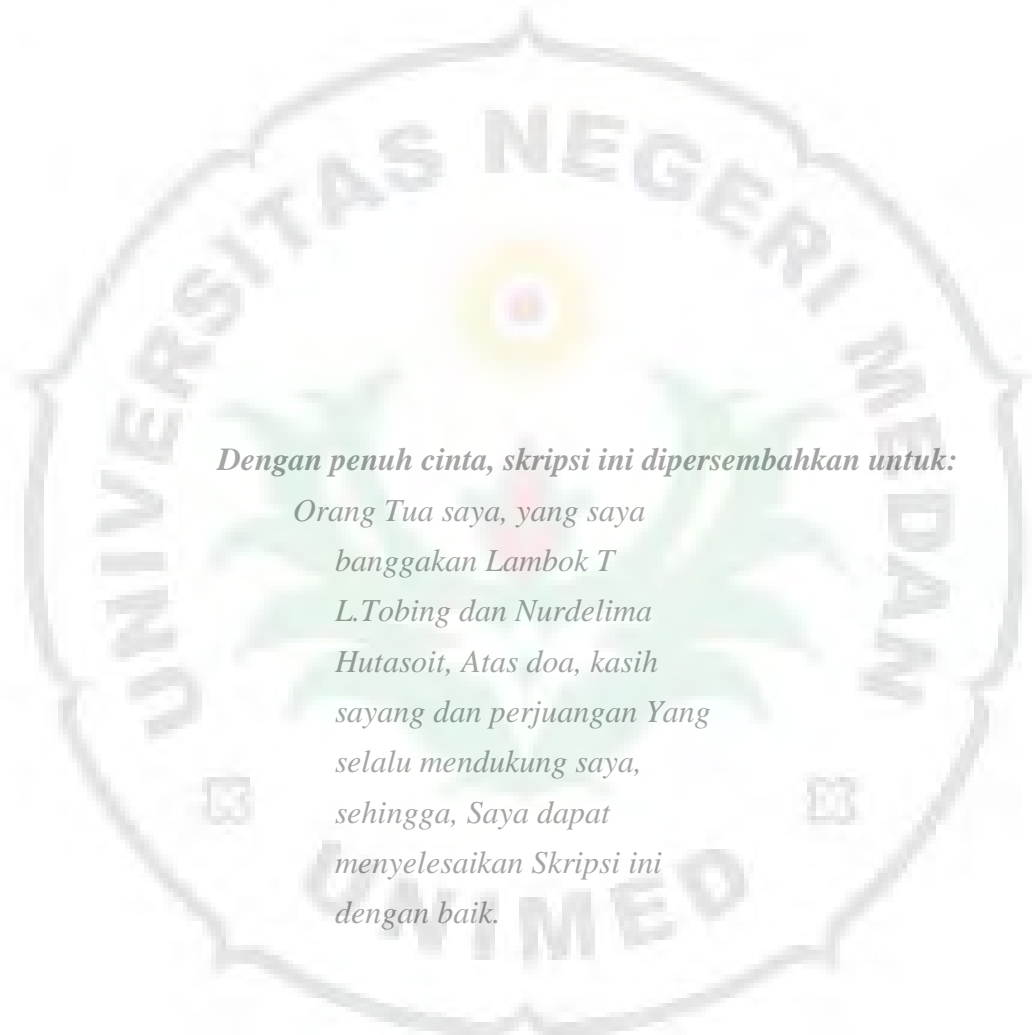 UNIVERSITAS NEGERI MEDAN
Dengan penuh cinta, skripsi ini dipersembahkan untuk:
Orang Tua saya, yang saya
banggakan Lambok T
L.Tobing dan Nurdelima
Hutasoit, Atas doa, kasih
sayang dan perjuangan Yang
selalu mendukung saya,
sehingga, Saya dapat
menyelesaikan Skripsi ini
dengan baik.
UNIMED